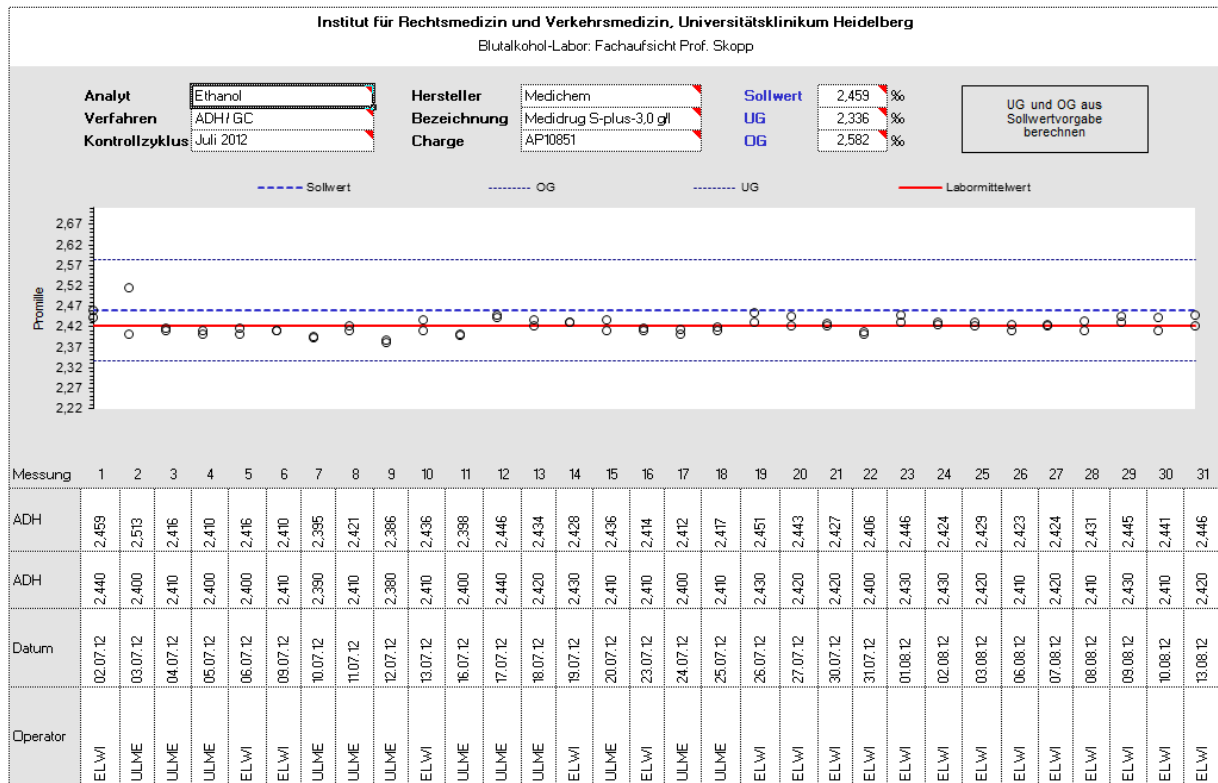 Institut für Rechtsmedizin und Verkehrsmedizin, Universitätsklinikum Heidelberg
Blutalkohol-Labor: Fachaufsicht Prof. Skopp
Analyt Ethanol Hersteller Medichem Sollwert 2,459 ‰
Verfahren ADH / GC Bezeichnung Medidrug S-plus-3,0 g/l UG 2,336 ‰
Kontrollzyklus Juli 2012 Charge AP10851 OG 2,582 ‰
UG und OG aus
Sollwertvorgabe
berechnen
Sollwert OG UG Labormittelwert
Promille
2,67
2,62
2,57
2,52
2,47
2,42
2,37
2,32
2,27
2,22
Messung 1 2 3 4 5 6 7 8 9 10 11 12 13 14 15 16 17 18 19 20 21 22 23 24 25 26 27 28 29 30 31
ADH 2,459 2,513 2,416 2,410 2,416 2,410 2,395 2,421 2,386 2,436 2,398 2,446 2,434 2,428 2,436 2,414 2,412 2,417 2,451 2,443 2,427 2,406 2,446 2,424 2,429 2,423 2,424 2,431 2,445 2,441 2,446
ADH 2,440 2,400 2,410 2,400 2,400 2,410 2,390 2,410 2,380 2,410 2,400 2,440 2,420 2,430 2,410 2,410 2,400 2,410 2,430 2,420 2,420 2,400 2,430 2,430 2,420 2,410 2,420 2,410 2,430 2,410 2,420
Datum 02.07.12 03.07.12 04.07.12 05.07.12 06.07.12 09.07.12 10.07.12 11.07.12 12.07.12 13.07.12 16.07.12 17.07.12 18.07.12 19.07.12 20.07.12 23.07.12 24.07.12 25.07.12 26.07.12 27.07.12 30.07.12 31.07.12 01.08.12 02.08.12 03.08.12 06.08.12 07.08.12 08.08.12 09.08.12 10.08.12 13.08.12
Operator ELWI ULME ULME ULME ELWI ELWI ULME ULME ULME ELWI ULME ULME ULME ELWI ULME ELWI ULME ULME ELWI ELWI ELWI ELWI ELWI ELWI ELWI ELWI ELWI ELWI ELWI ELWI ELWI